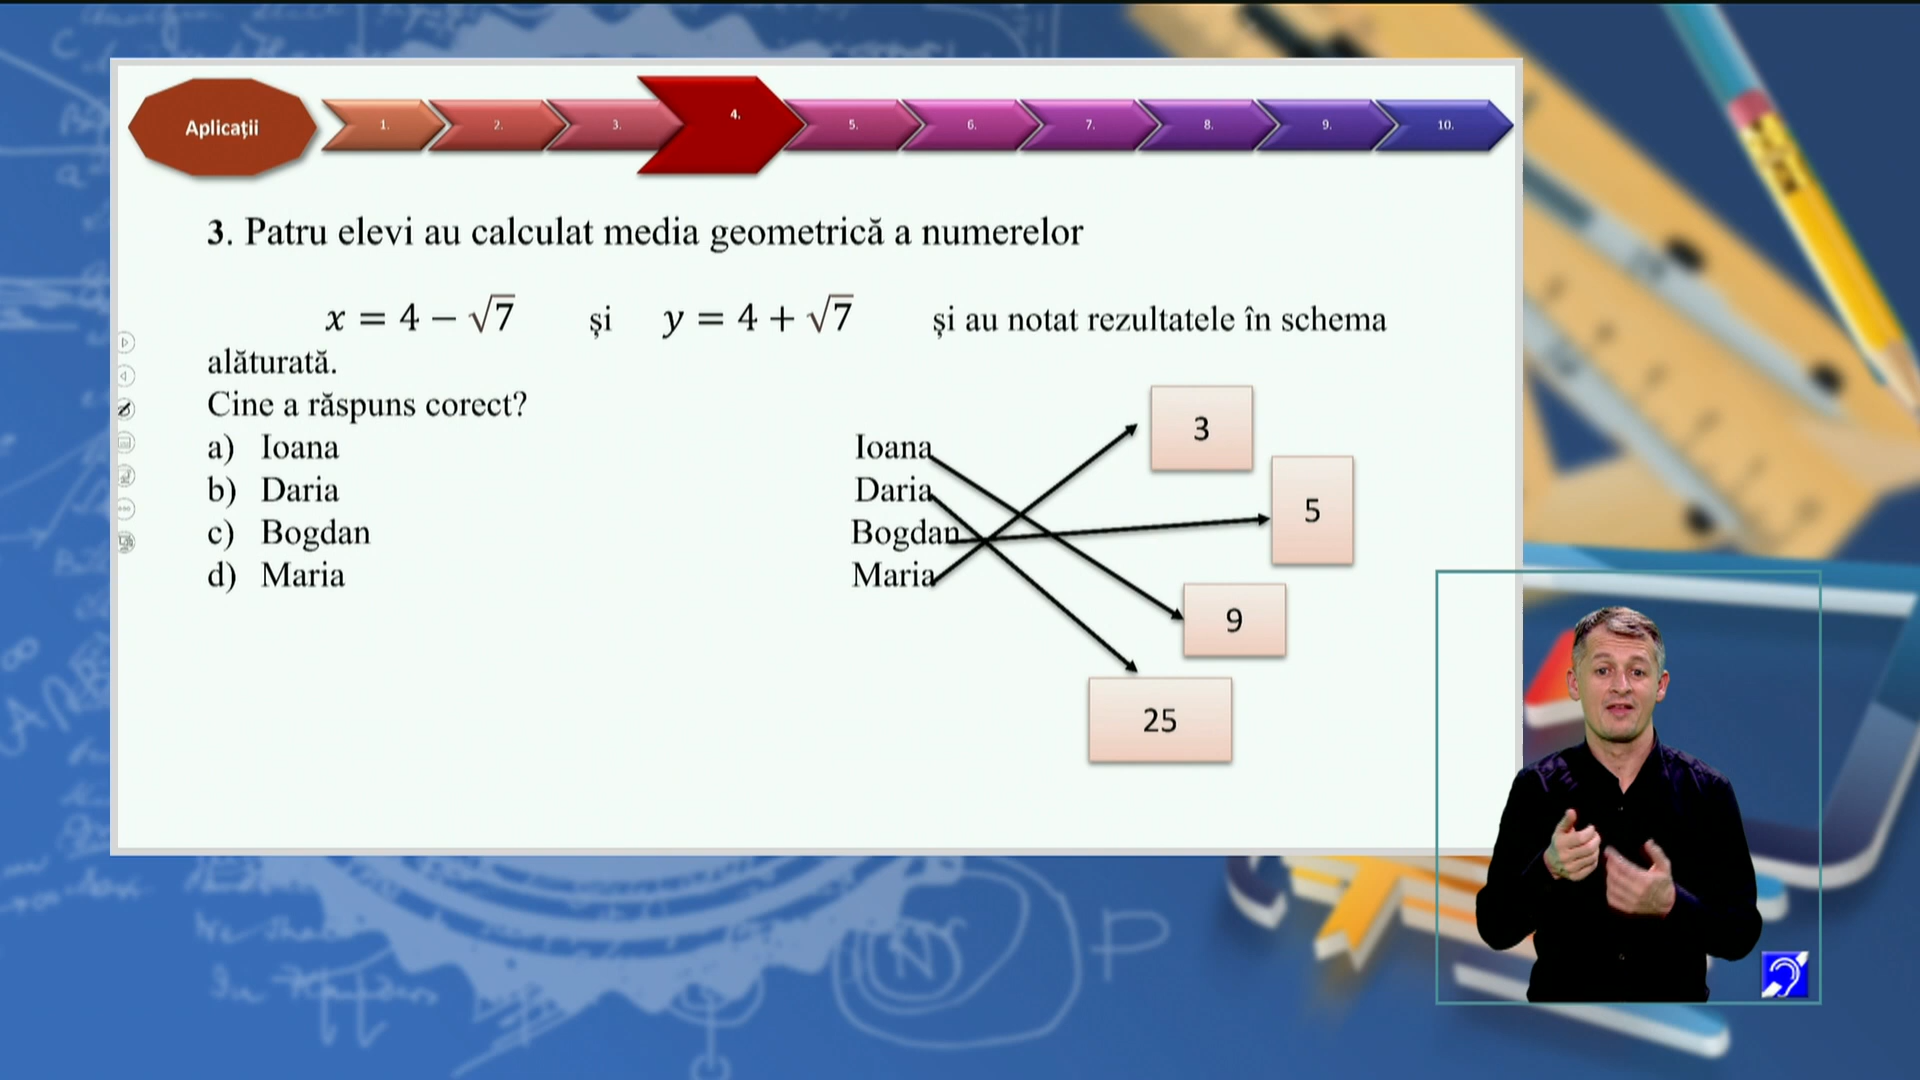 Aplicații
1. 2. 3. 4. 5. 6. 7. 8. 9. 10.
3. Patru elevi au calculat media geometrică a numerelor
x = 4 − √7 și y = 4 + √7 și au notat rezultatele în schema
alăturată.
Cine a răspuns corect?
a) Ioana
b) Daria
c) Bogdan
d) Maria
Ioana
Daria
Bogdan
Maria
3
5
9
25
N
P